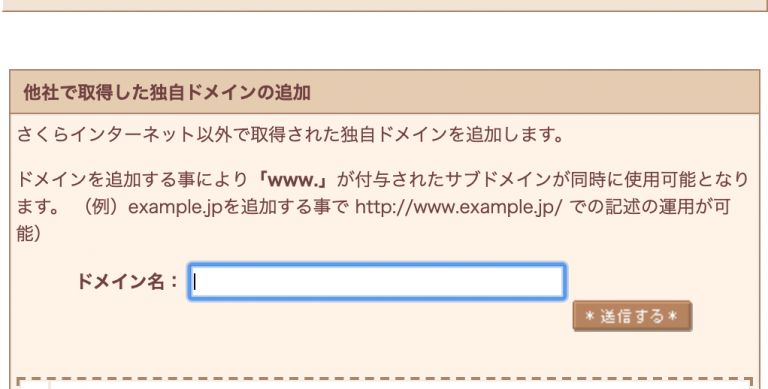 他社で取得した独自ドメインの追加
さくらインターネット以外で取得された独自ドメインを追加します。
ドメインを追加する事により「www.」が付与されたサブドメインが同時に使用可能となり
ます。 （例）example.jpを追加する事で http://www.example.jp/ での記述の運用が可
能）
ドメイン名：
＊送信する＊